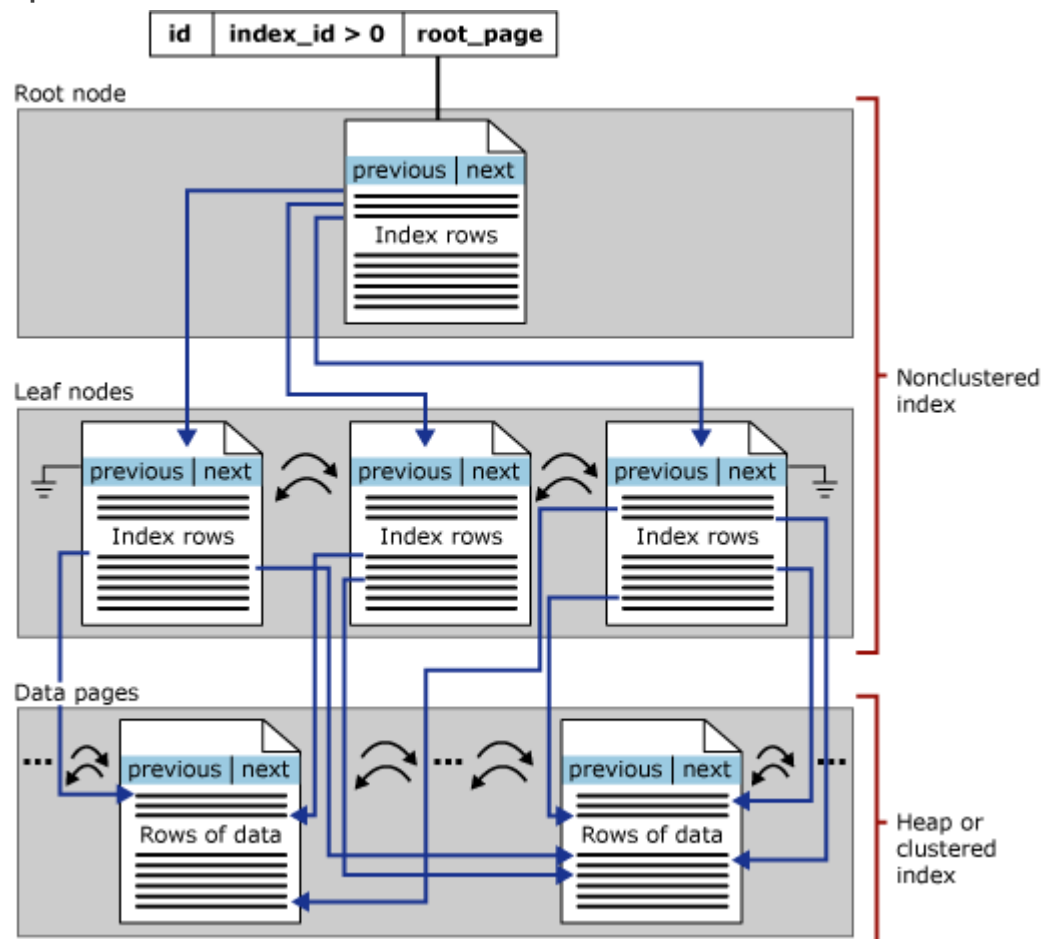 id index_id > 0 root_page
Root node
previous next
Index rows
Nonclustered
index
Leaf nodes
previous next previous next previous next
Index rows Index rows Index rows
Data pages
... ... ...
previous next previous next
Rows of data Rows of data
Heap or
clustered
index